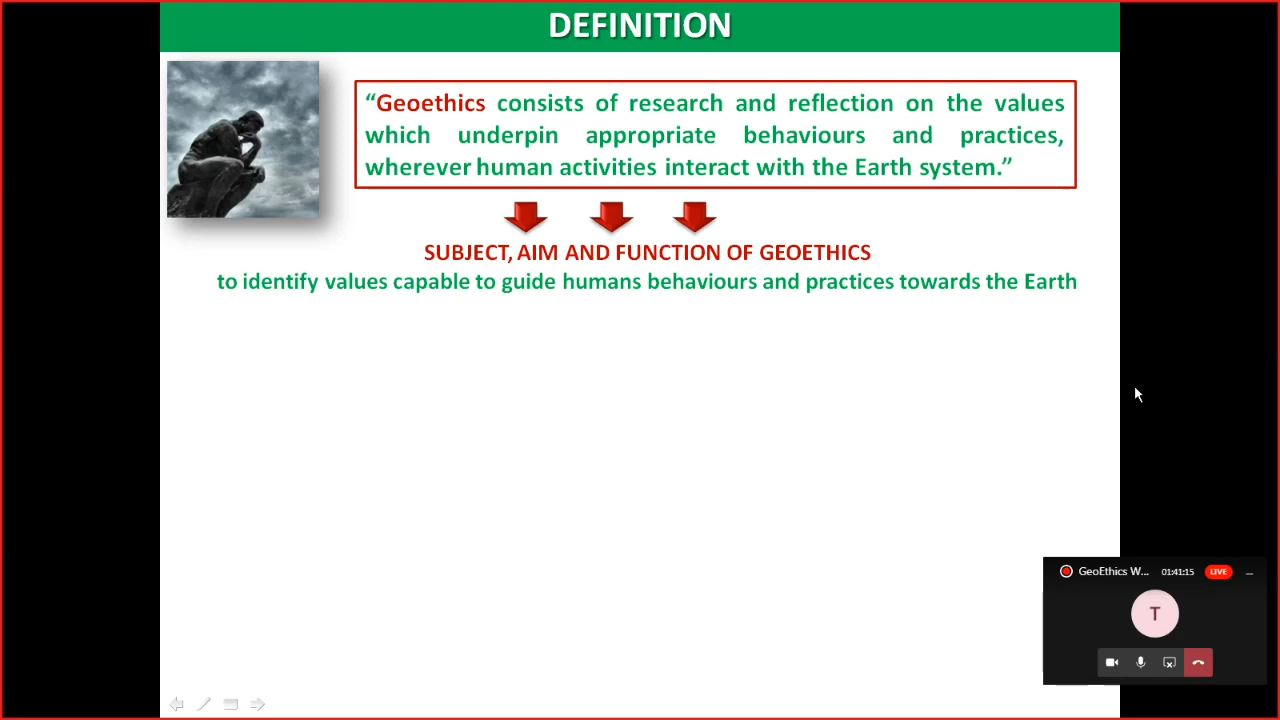 DEFINITION
“Geoethics consists of research and reflection on the values
which underpin appropriate behaviours and practices,
wherever human activities interact with the Earth system.”
SUBJECT, AIM AND FUNCTION OF GEOETHICS
to identify values capable to guide humans behaviours and practices towards the Earth
GeoEthics W... 01:41:15 LIVE
T